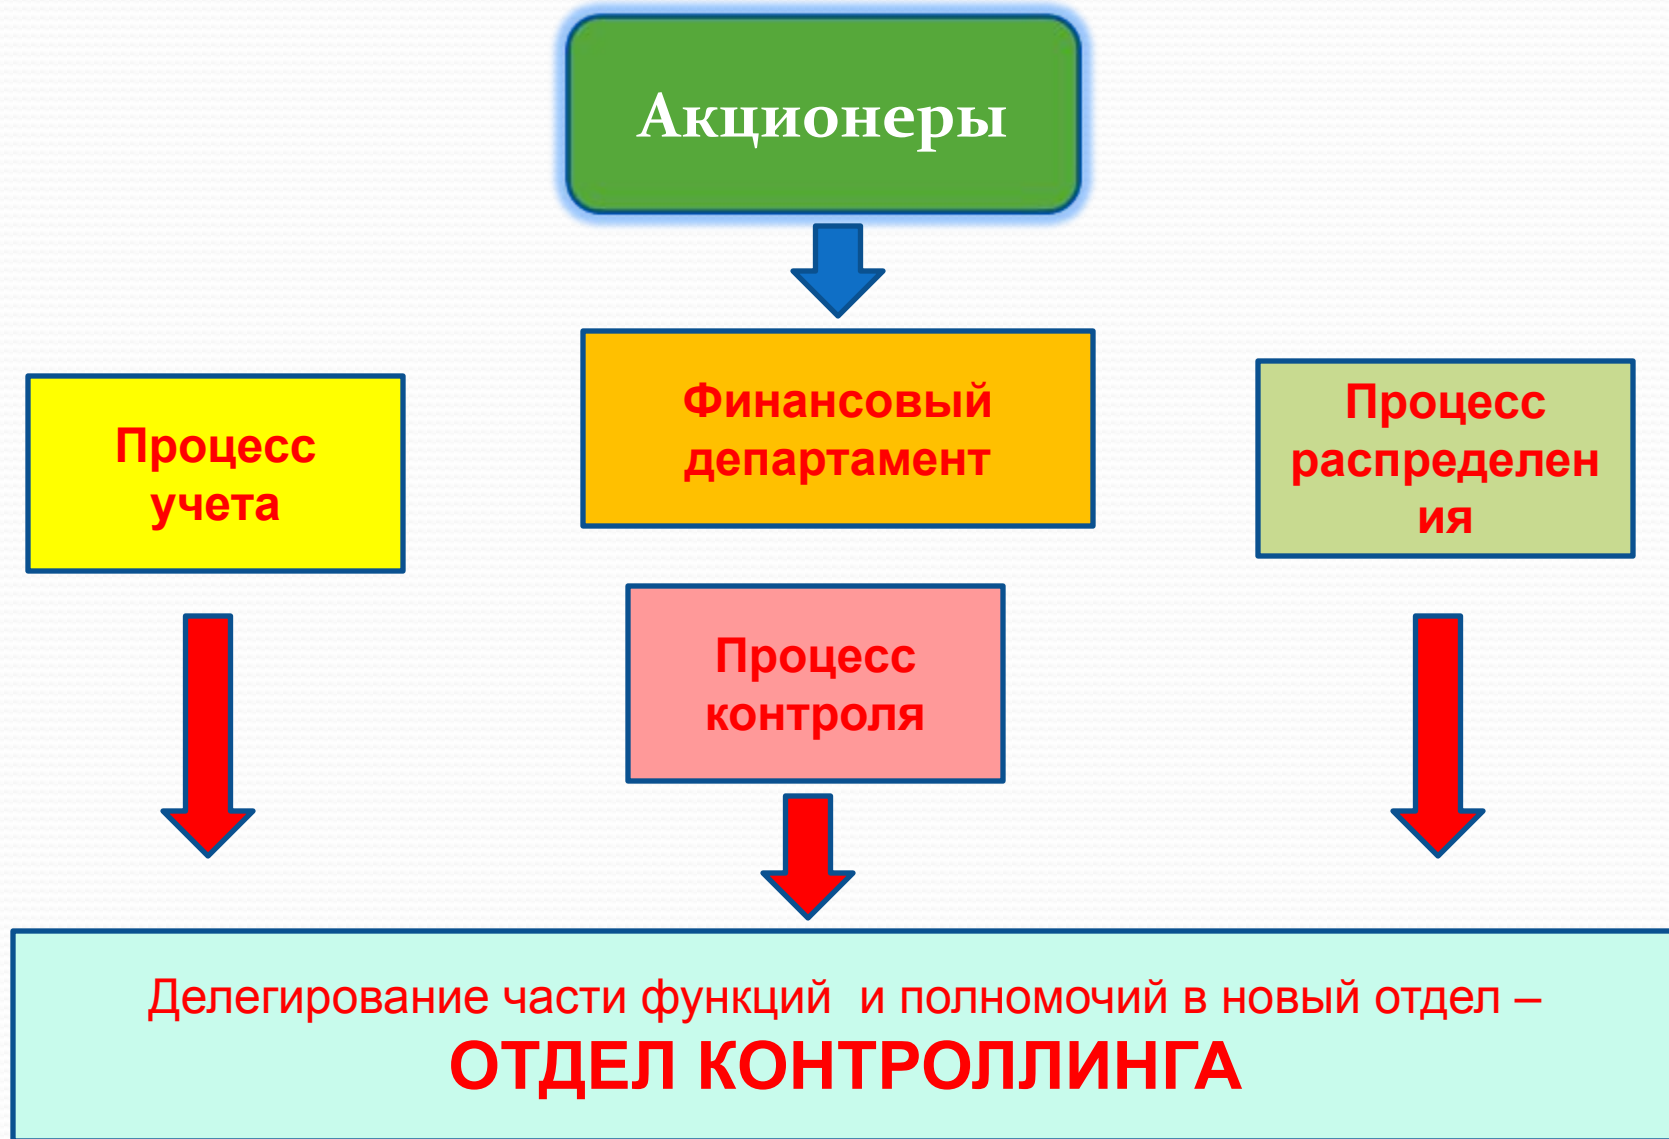 Акционеры
Финансовый
департамент
Процесс
учета
Процесс
распределен
ия
Процесс
контроля
Делегирование части функций  и полномочий в новый отдел –
ОТДЕЛ КОНТРОЛЛИНГА